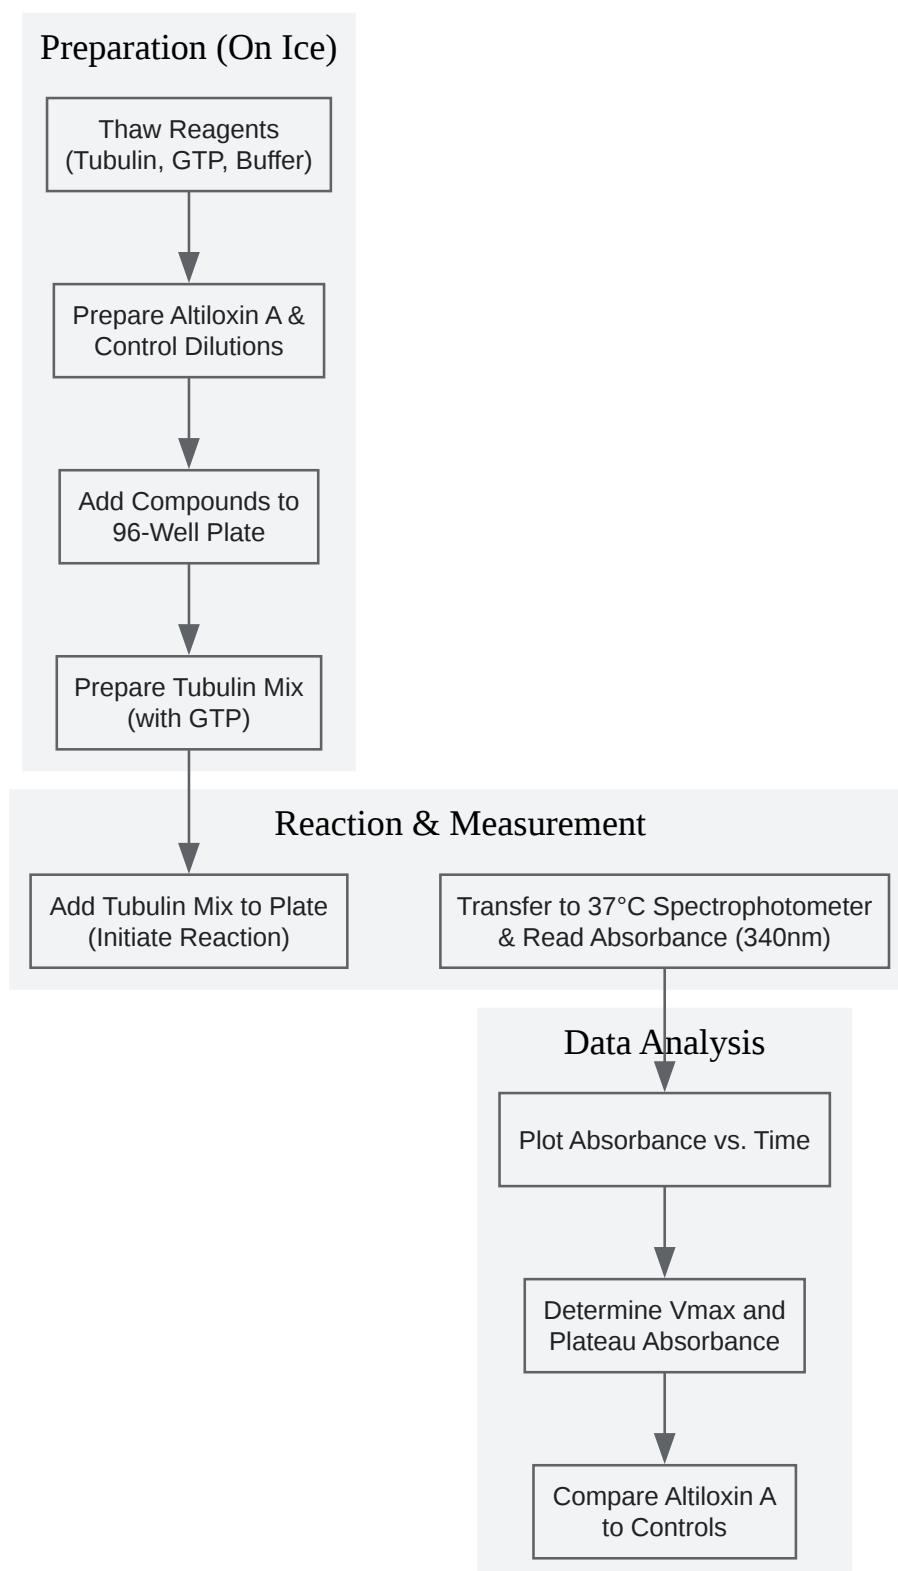 Preparation (On Ice)
Thaw Reagents
(Tubulin, GTP, Buffer)
Prepare Altiloxin A &
Control Dilutions
Add Compounds to
96-Well Plate
Prepare Tubulin Mix
(with GTP)
Reaction & Measurement
Add Tubulin Mix to Plate
(Initiate Reaction)
Transfer to 37°C Spectrophotometer
& Read Absorbance (340nm)
Data Analysis
Plot Absorbance vs. Time
Determine Vmax and
Plateau Absorbance
Compare Altiloxin A
to Controls